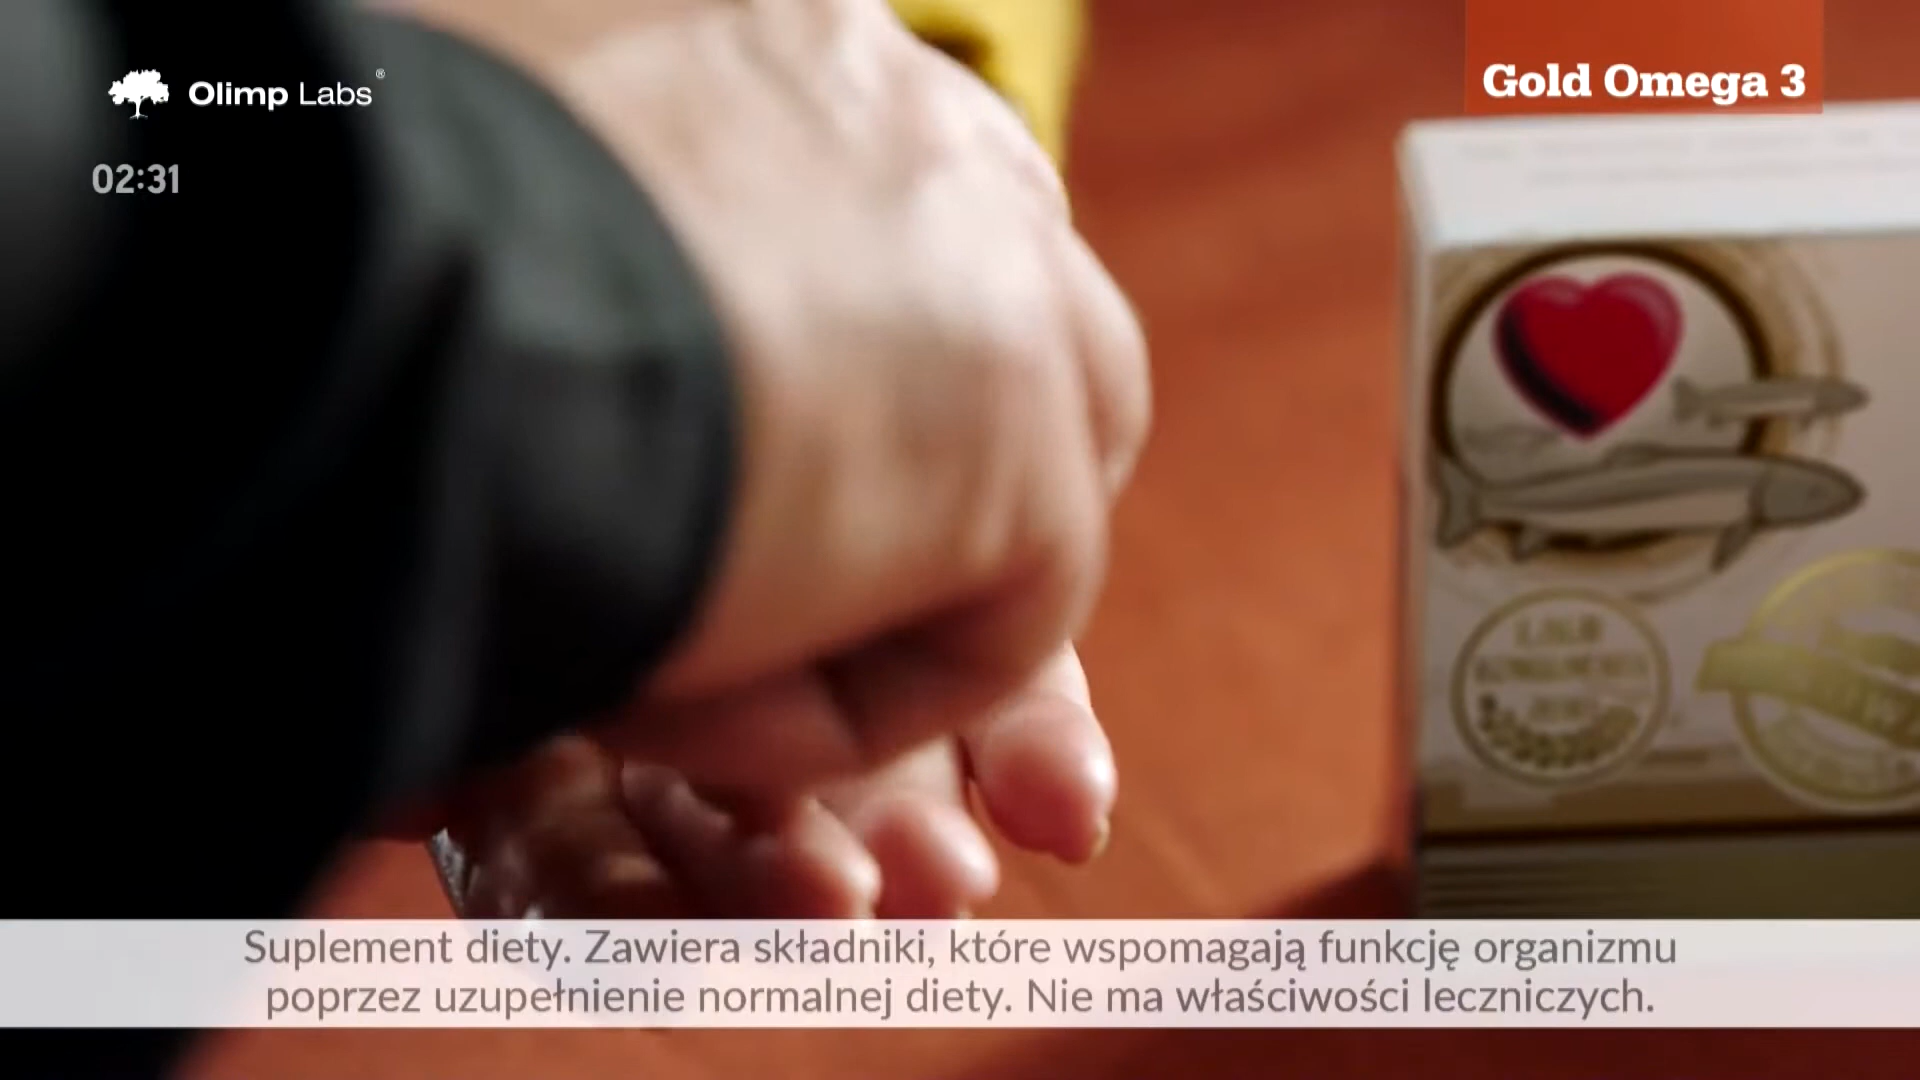 Olimp Labs®
Gold Omega 3
02:31
Suplement diety. Zawiera składniki, które wspomagają funkcję organizmu
poprzez uzupełnienie normalnej diety. Nie ma właściwości leczniczych.